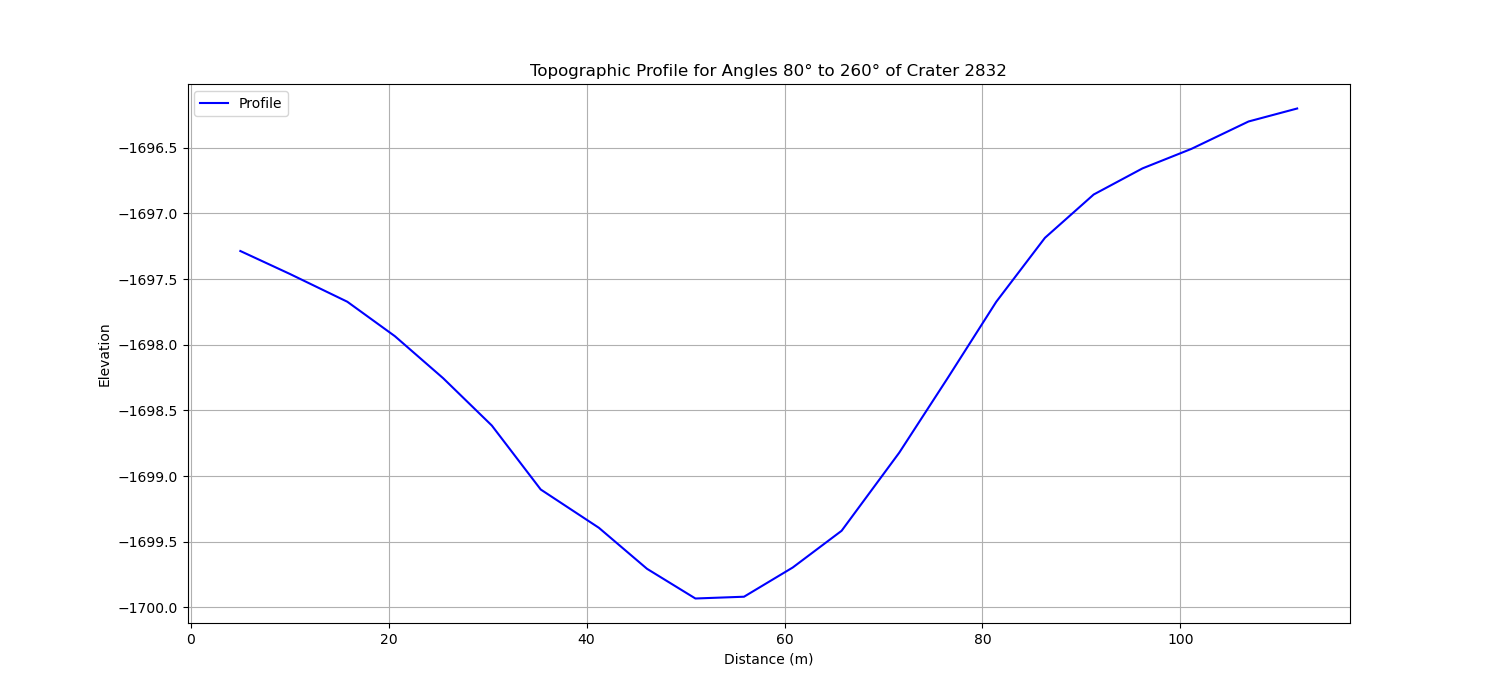 Topographic Profile for Angles 80° to 260° of Crater 2832
Profile
−1696.5
−1697.0
−1697.5
−1698.0
−1698.5
−1699.0
−1699.5
−1700.0
Elevation
0 20 40 60 80 100
Distance (m)